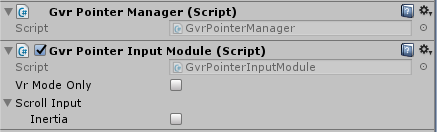 Gvr Pointer Manager (Script)
Script GvrPointerManager
Gvr Pointer Input Module (Script)
Script GvrPointerInputModule
Vr Mode Only
Scroll Input
Inertia